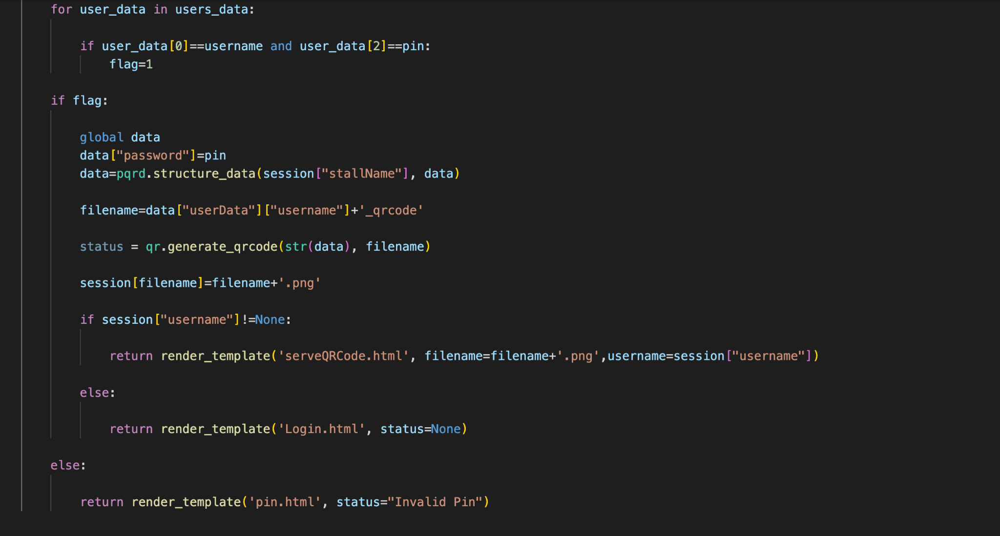 for user_data in users_data:
if user_data[0]==username and user_data[2]==pin:
flag=1
if flag:
global data
data["password"]=pin
data=pqrd.structure_data(session["stallName"], data)
filename=data["userData"]["username"]+'_qrcode'
status = qr.generate_qrcode(str(data), filename)
session[filename]=filename+'.png'
if session["username"]!=None:
return render_template('serveQRCode.html', filename=filename+'.png',username=session["username"])
else:
return render_template('Login.html', status=None)
else:
return render_template('pin.html', status="Invalid Pin")